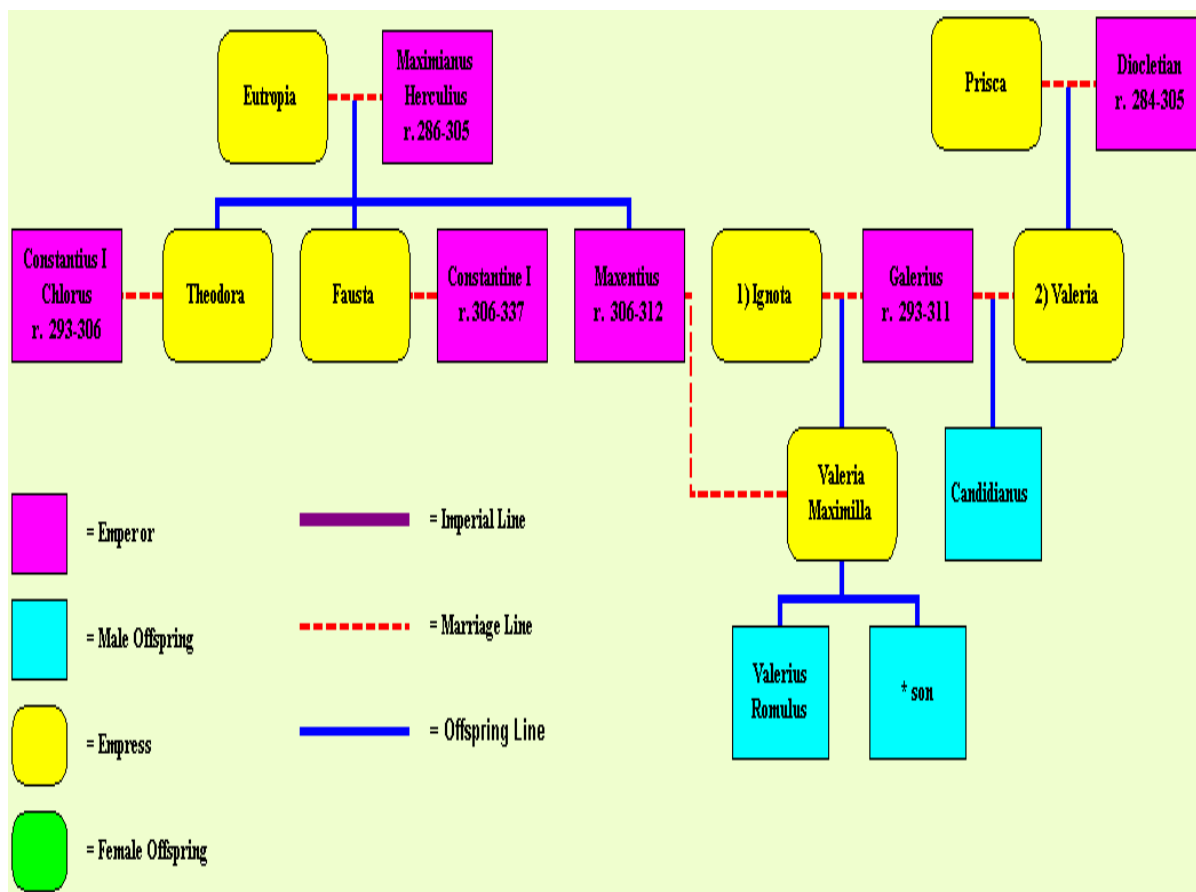 Eutropia
Maximianus
Herculius
r. 286-305
Prisca
Diocletian
r. 284-305
Constantius I
Chlorus
r. 293-306
Theodora
Fausta
Constantine I
r. 306-337
Maxentius
r. 306-312
1) Ignota
Galerius
r. 293-311
2) Valeria
Valeria
Maximilla
Candidianus
Valerius
Romulus
* son
= Emperor
= Imperial Line
= Male Offspring
= Marriage Line
= Empress
= Offspring Line
= Female Offspring